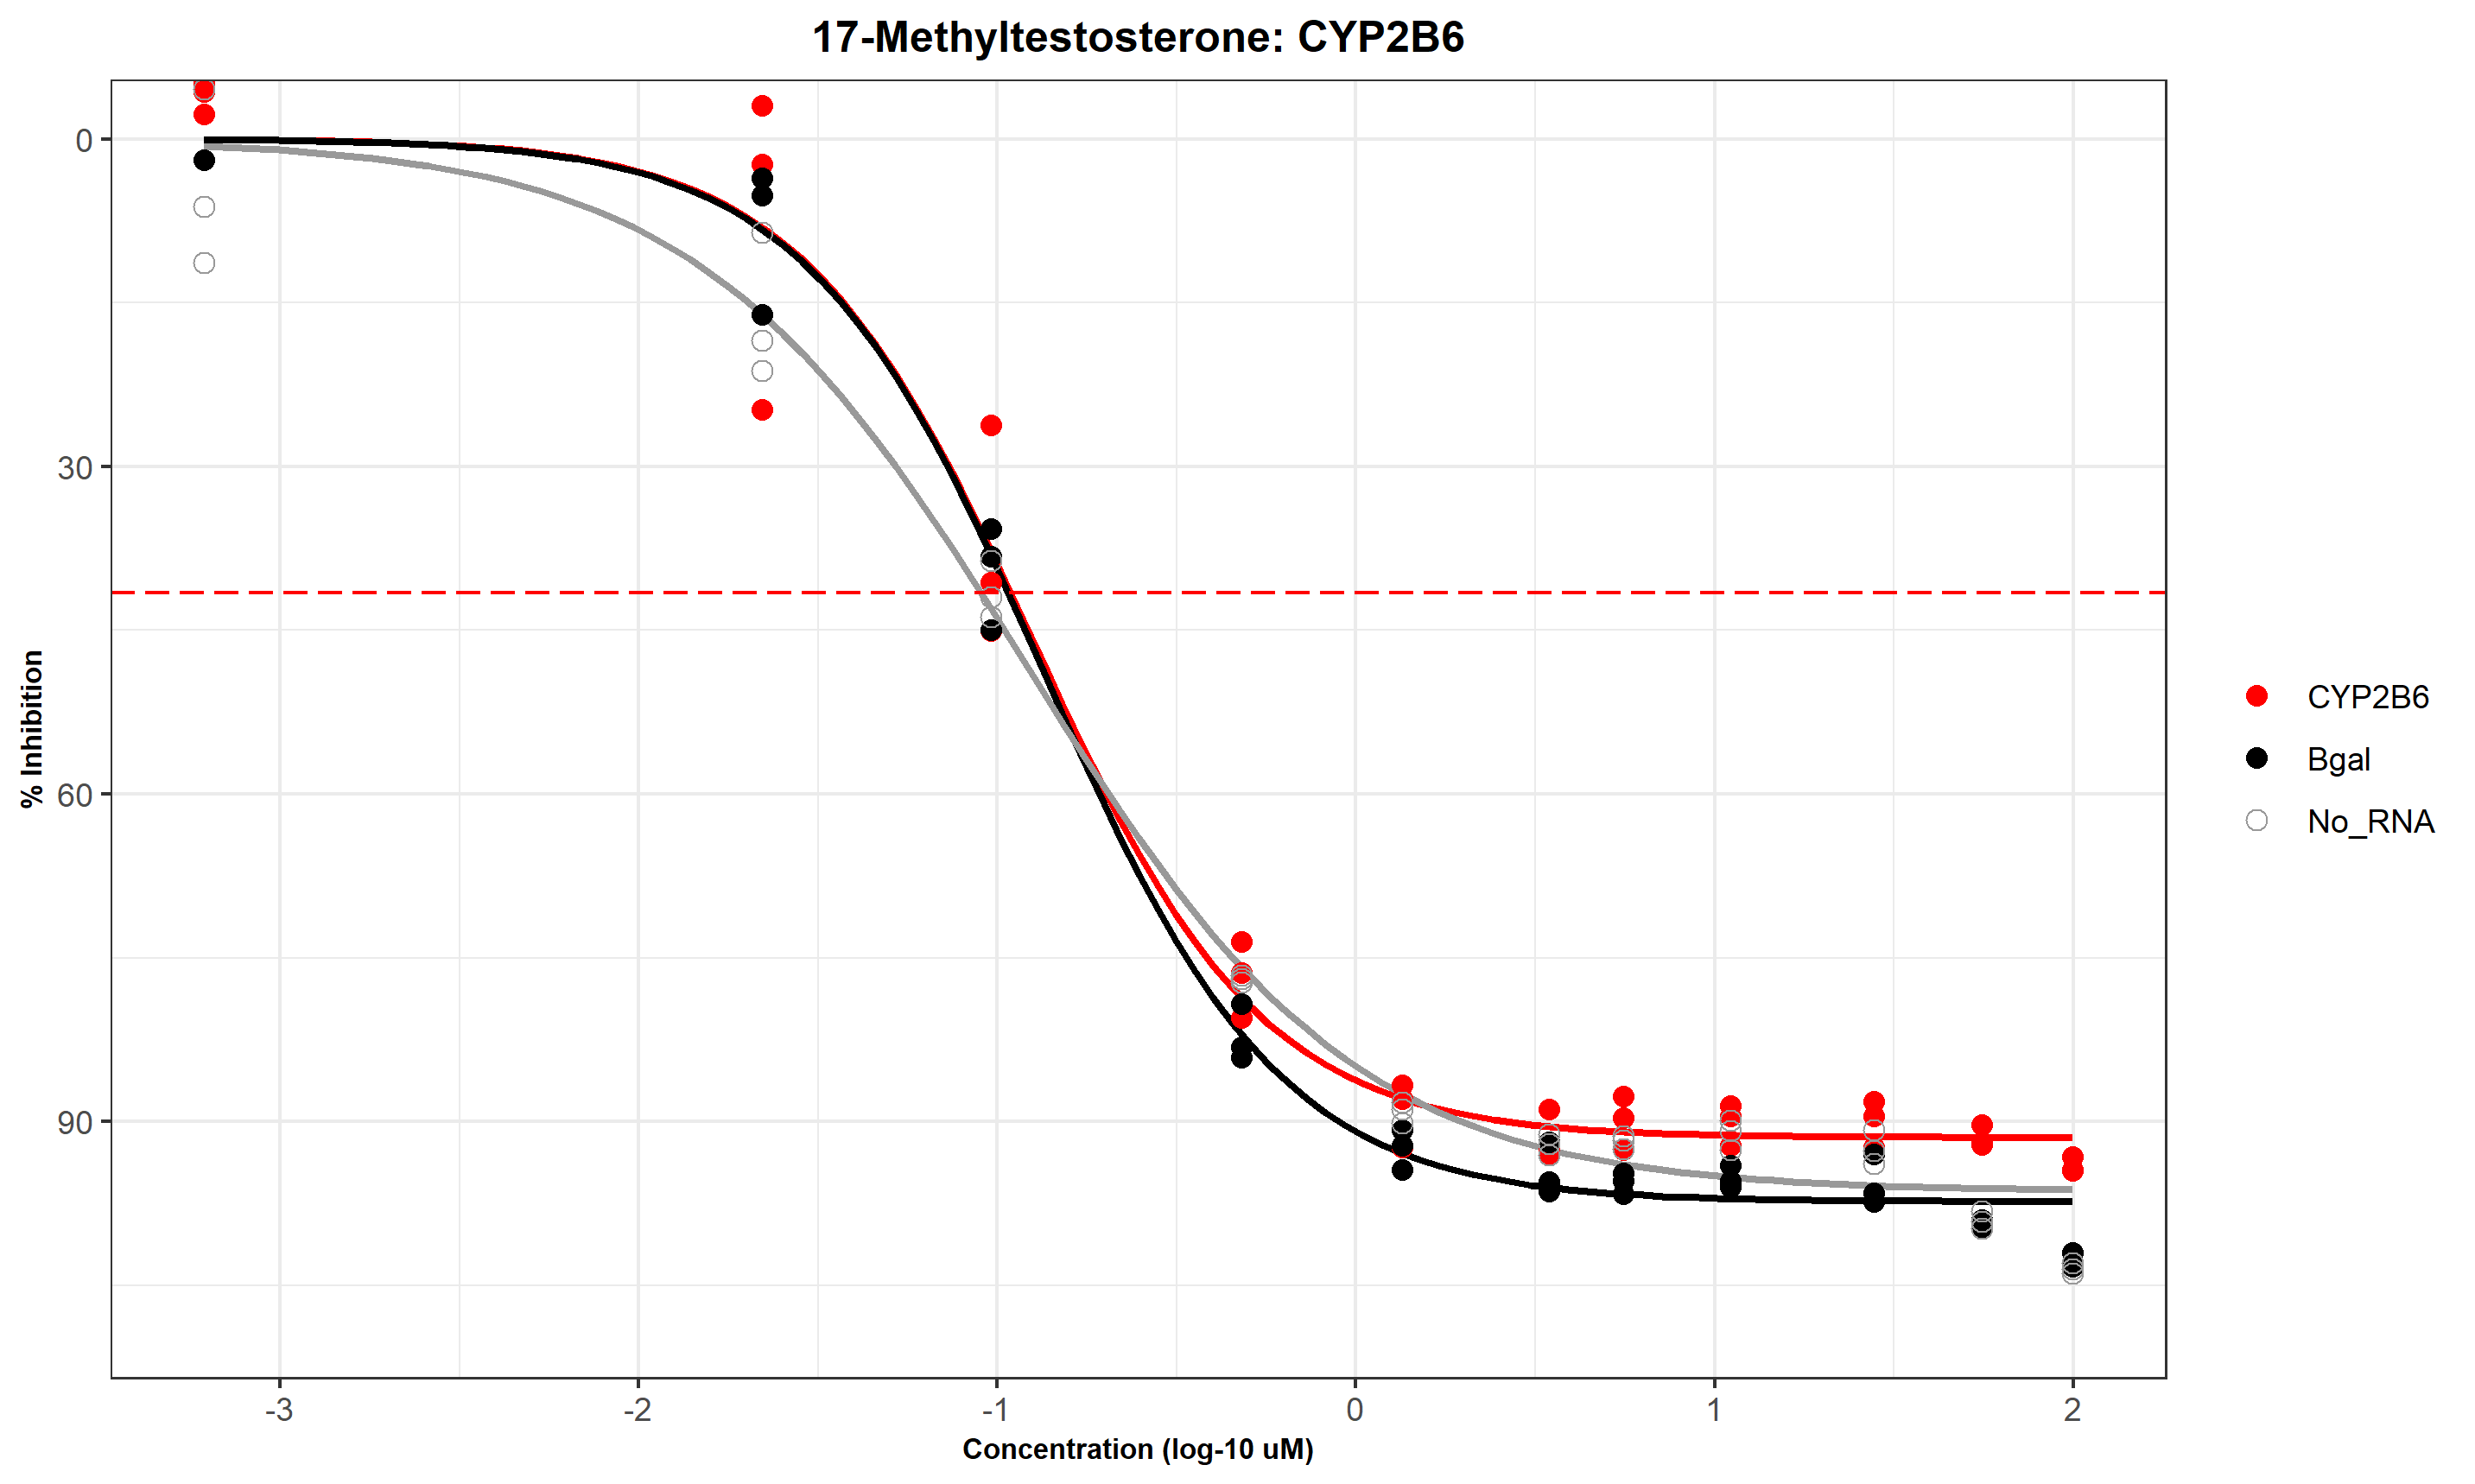 17-Methyltestosterone: CYP2B6
% Inhibition
0
30
60
90
-3
-2
-1
0
1
2
Concentration (log-10 uM)
CYP2B6
Bgal
No_RNA